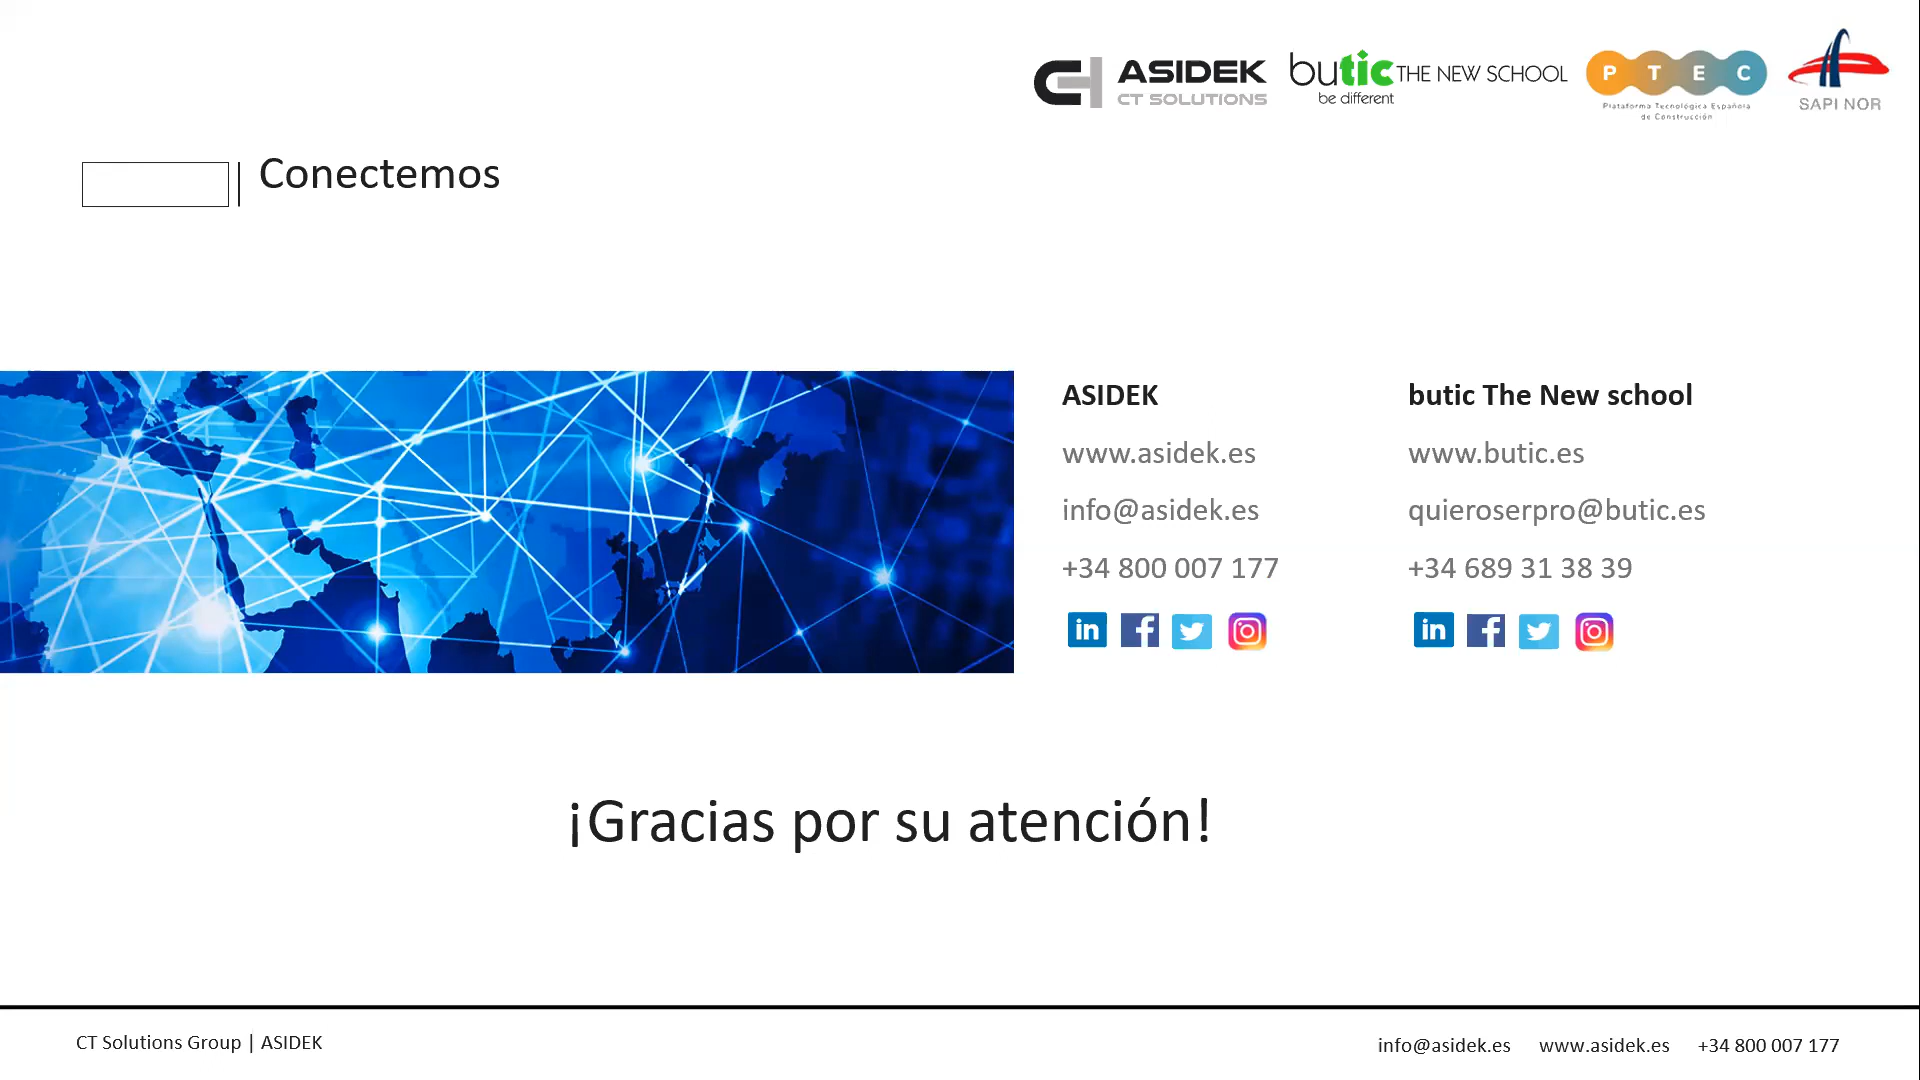 ASIDEK
CT SOLUTIONS
butic THE NEW SCHOOL
be different
P T E C
Plataforma Tecnológica Española
de Construcción
SAPI NOR
Conectemos
ASIDEK
www.asidek.es
info@asidek.es
+34 800 007 177
butic The New school
www.butic.es
quieroserpro@butic.es
+34 689 31 38 39
¡Gracias por su atención!
CT Solutions Group | ASIDEK
info@asidek.es www.asidek.es +34 800 007 177